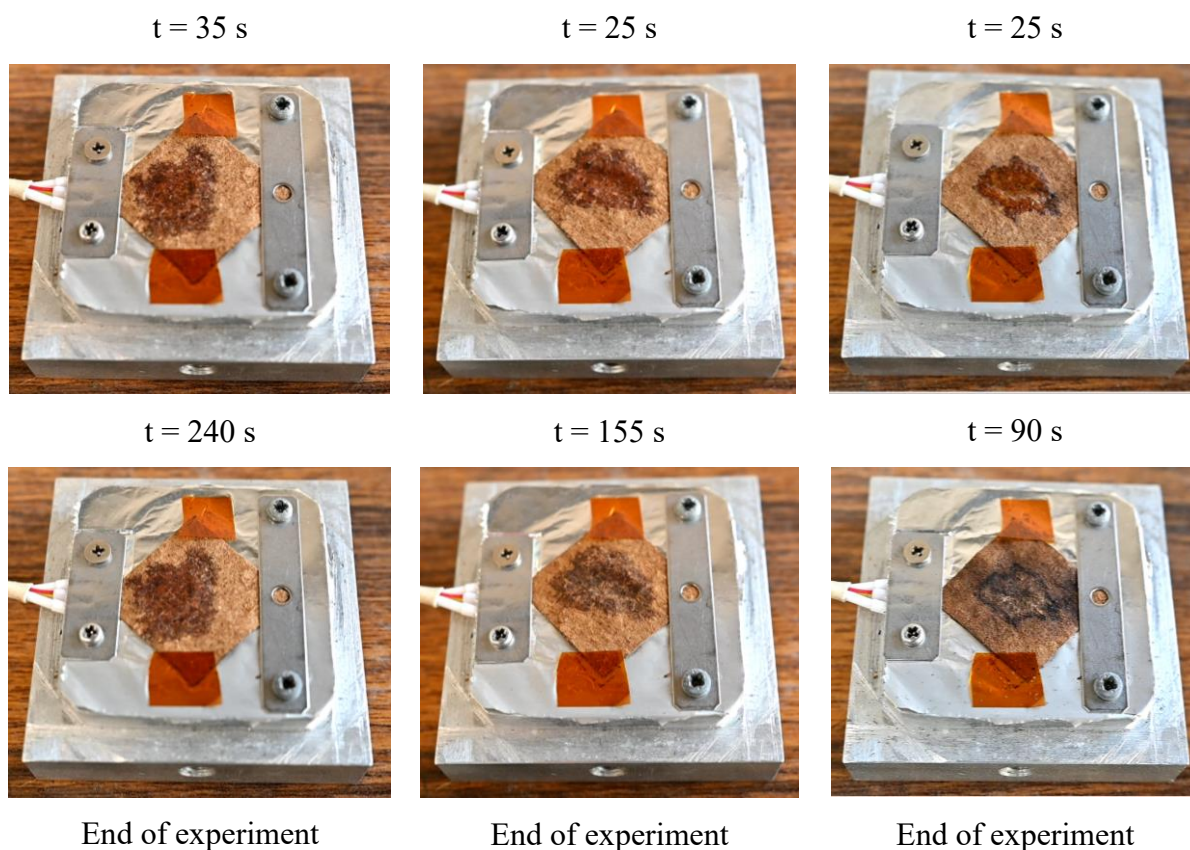 t = 35 s
t = 25 s
t = 25 s
t = 240 s
t = 155 s
t = 90 s
End of experiment
End of experiment
End of experiment